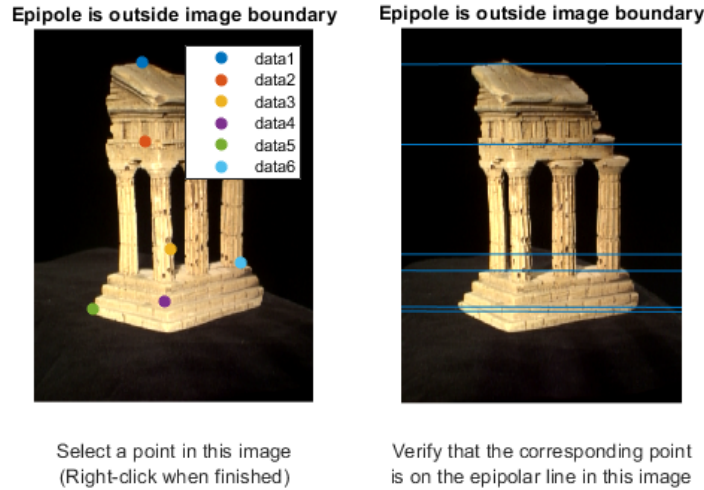 Epipole is outside image boundary
data1
data2
data3
data4
data5
data6
Select a point in this image
(Right-click when finished)
Epipole is outside image boundary
Verify that the corresponding point
is on the epipolar line in this image